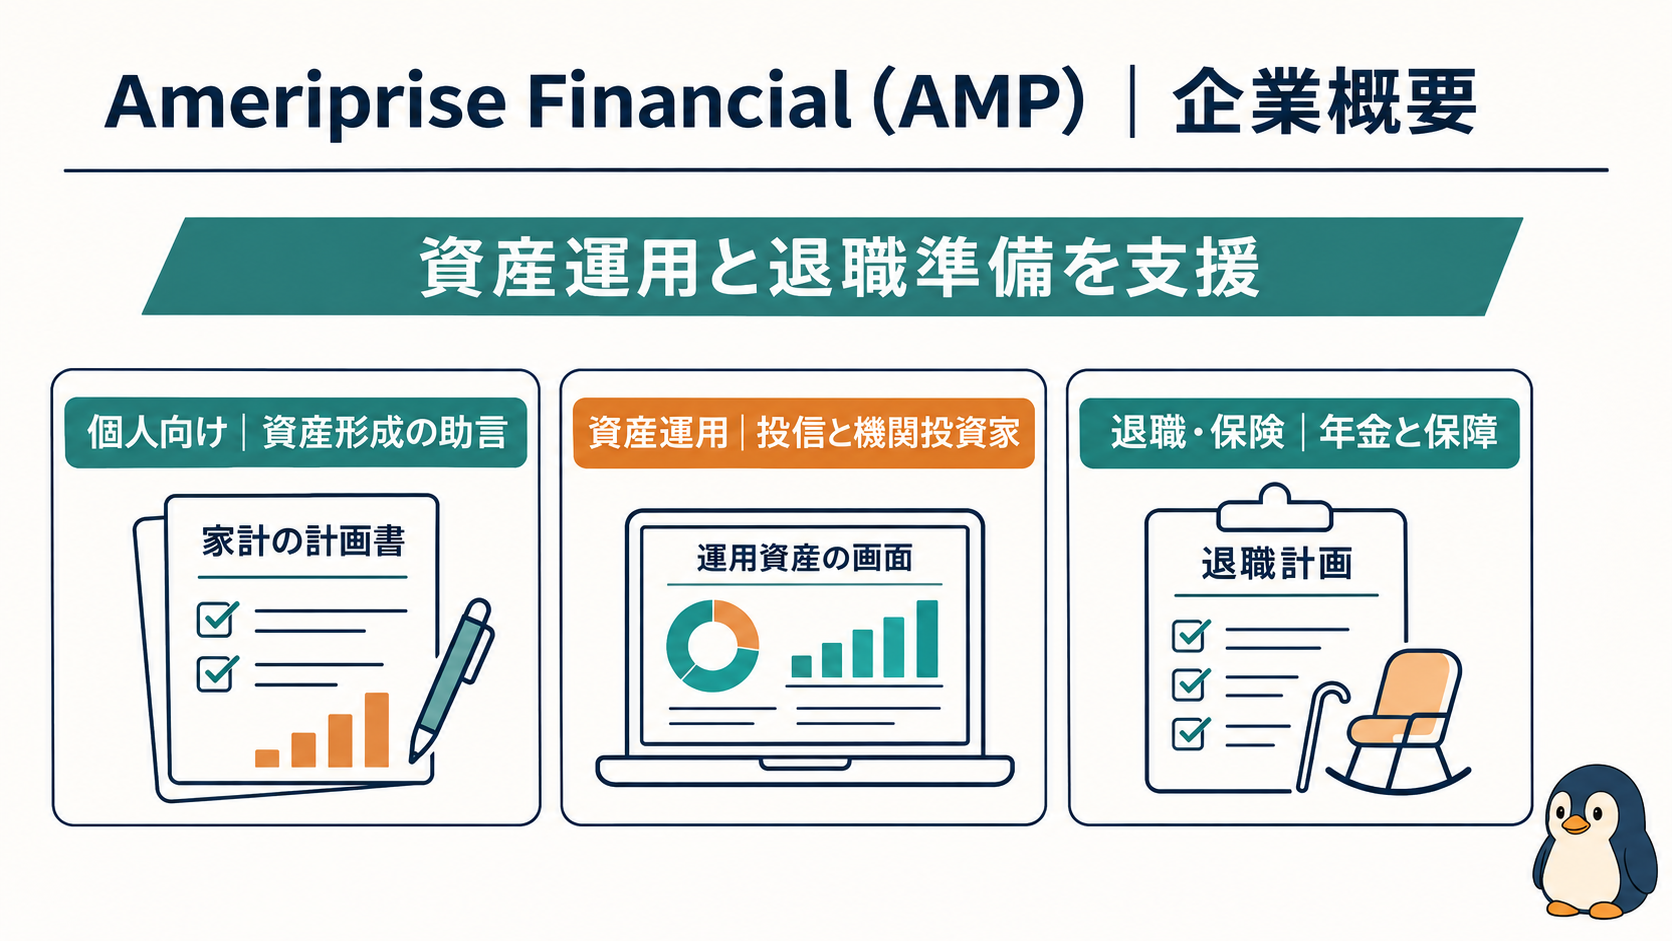 Ameriprise Financial（AMP）｜企業概要
資産運用と退職準備を支援
個人向け｜資産形成の助言
家計の計画書
資産運用｜投信と機関投資家
運用資産の画面
退職・保険｜年金と保障
退職計画